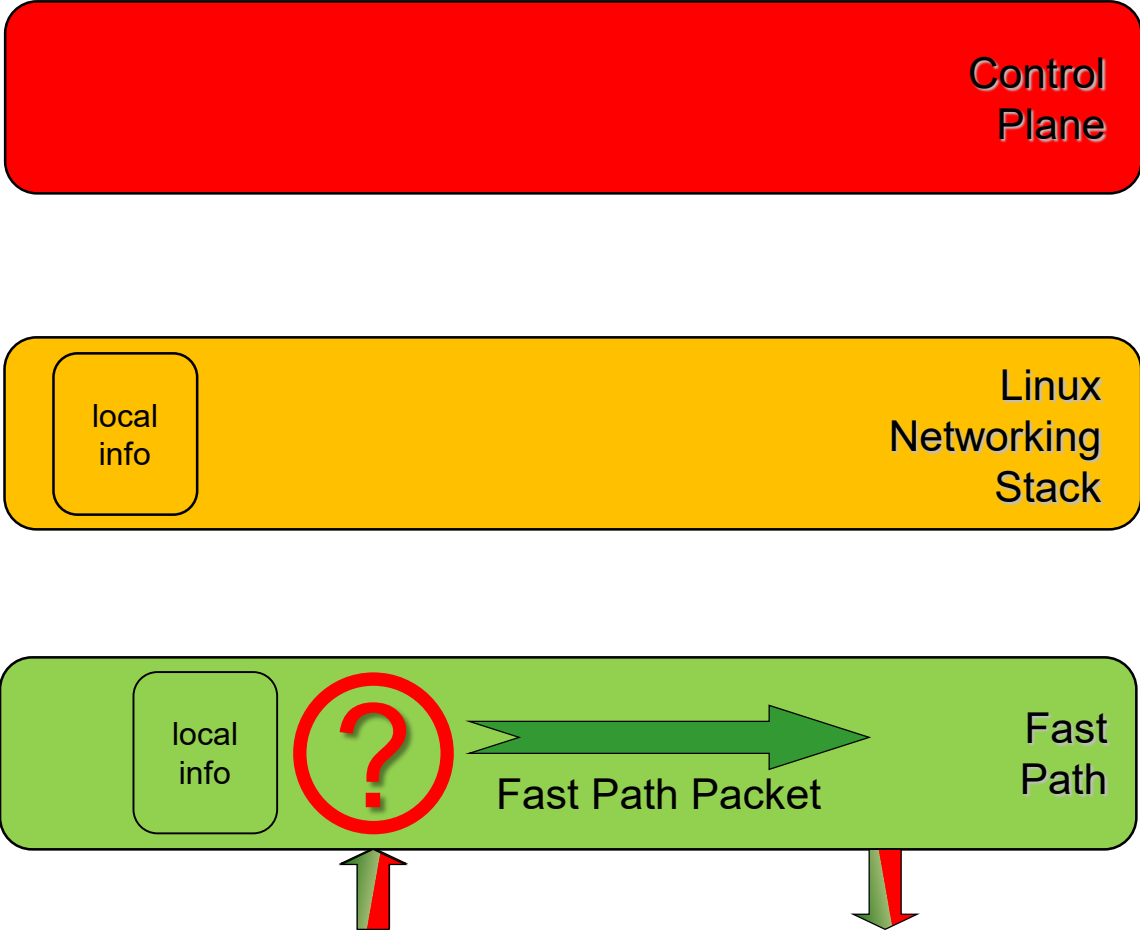 Control
Plane
local
info
Linux
Networking
Stack
local
info
?
Fast Path Packet
Fast
Path